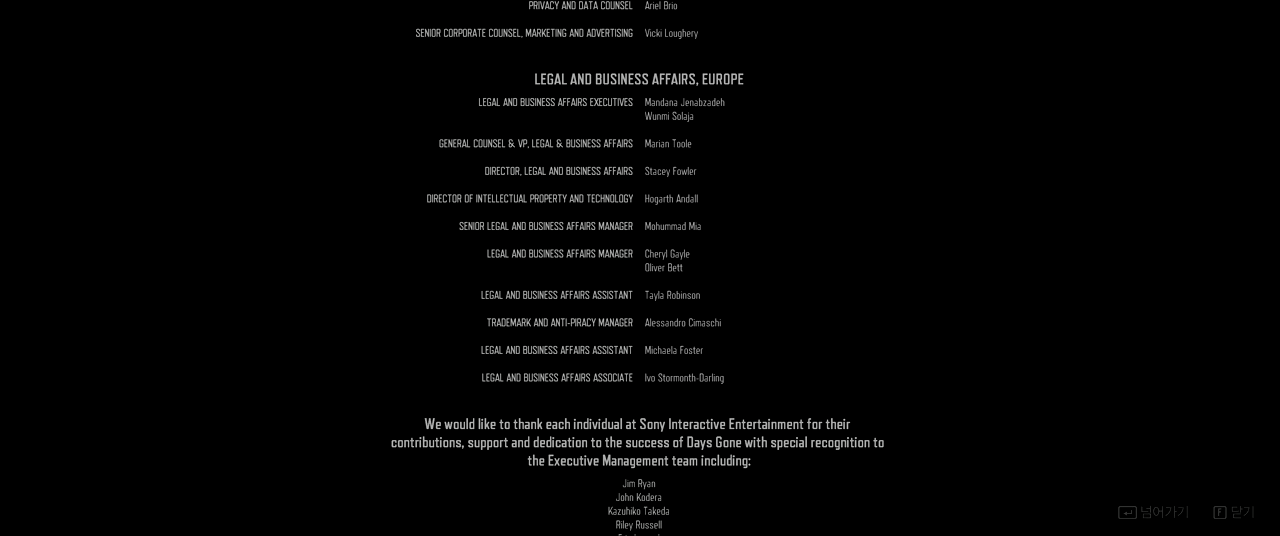 PRIVACY AND DATA COUNSEL Ariel Brio
SENIOR CORPORATE COUNSEL, MARKETING AND ADVERTISING Vicki Loughery
LEGAL AND BUSINESS AFFAIRS, EUROPE
LEGAL AND BUSINESS AFFAIRS EXECUTIVES Mandana Jenabzadeh
Wunmi Solaja
GENERAL COUNSEL & VP, LEGAL & BUSINESS AFFAIRS Marian Toole
DIRECTOR, LEGAL AND BUSINESS AFFAIRS Stacey Fowler
DIRECTOR OF INTELLECTUAL PROPERTY AND TECHNOLOGY Hogarth Andall
SENIOR LEGAL AND BUSINESS AFFAIRS MANAGER Mohummad Mia
LEGAL AND BUSINESS AFFAIRS MANAGER Cheryl Gayle
Oliver Bett
LEGAL AND BUSINESS AFFAIRS ASSISTANT Tayla Robinson
TRADEMARK AND ANTI-PIRACY MANAGER Alessandro Cimaschi
LEGAL AND BUSINESS AFFAIRS ASSISTANT Michaela Foster
LEGAL AND BUSINESS AFFAIRS ASSOCIATE Ivo Stormonth-Darling
We would like to thank each individual at Sony Interactive Entertainment for their
contributions, support and dedication to the success of Days Gone with special recognition to
the Executive Management team including:
Jim Ryan
John Kodera
Kazuhiko Takeda
Riley Russell
넘어가기 F 닫기